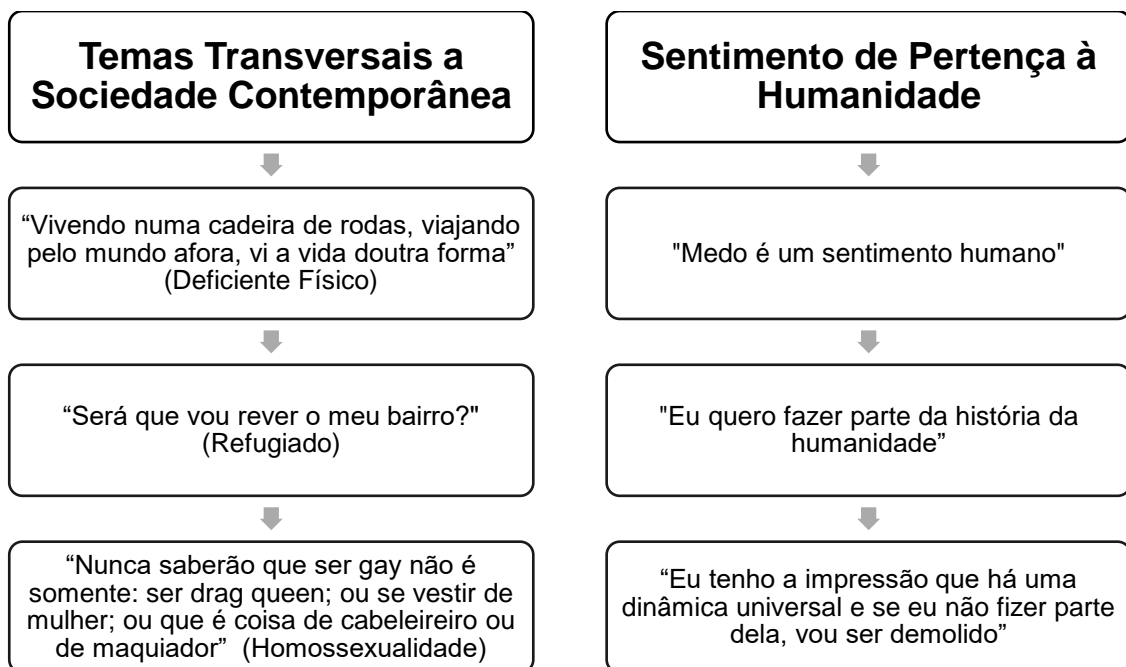 Temas Transversais a
Sociedade Contemporânea
“Vivendo numa cadeira de rodas, viajando
pelo mundo afora, vi a vida doutra forma”
(Deficiente Físico)
“Será que vou rever o meu bairro?"
(Refugiado)
“Nunca saberão que ser gay não é
somente: ser drag queen; ou se vestir de
mulher; ou que é coisa de cabeleireiro ou
de maquiador” (Homossexualidade)
Sentimento de Pertença à
Humanidade
"Medo é um sentimento humano"
"Eu quero fazer parte da história da
humanidade”
“Eu tenho a impressão que há uma
dinâmica universal e se eu não fizer parte
dela, vou ser demolido”